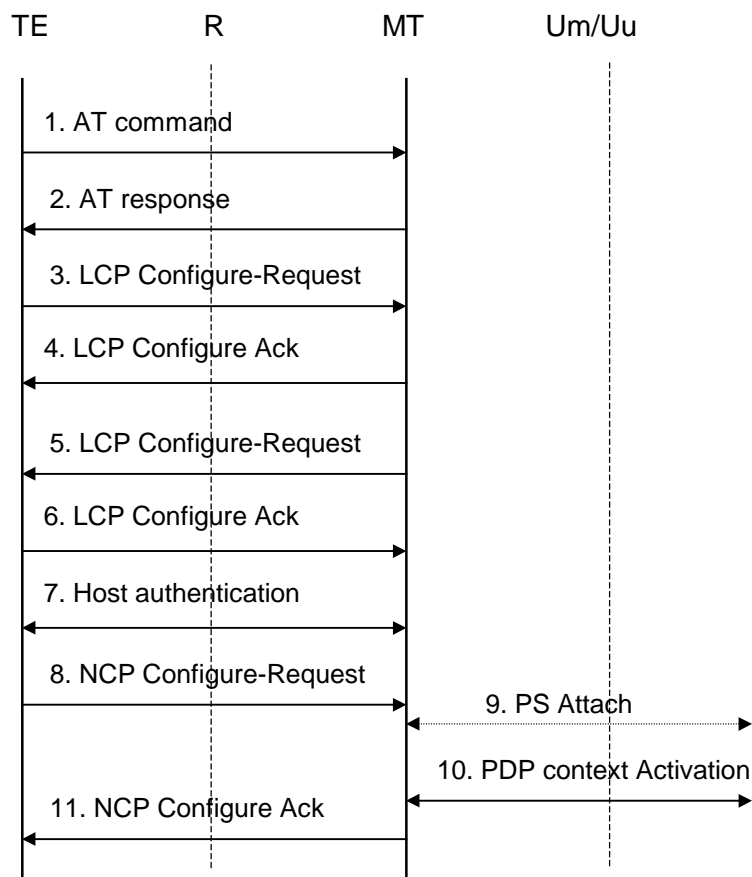 TE R MT Um/Uu
1. AT command
2. AT response
3. LCP Configure-Request
4. LCP Configure Ack
5. LCP Configure-Request
6. LCP Configure Ack
7. Host authentication
8. NCP Configure-Request
9. PS Attach
10. PDP context Activation
11. NCP Configure Ack